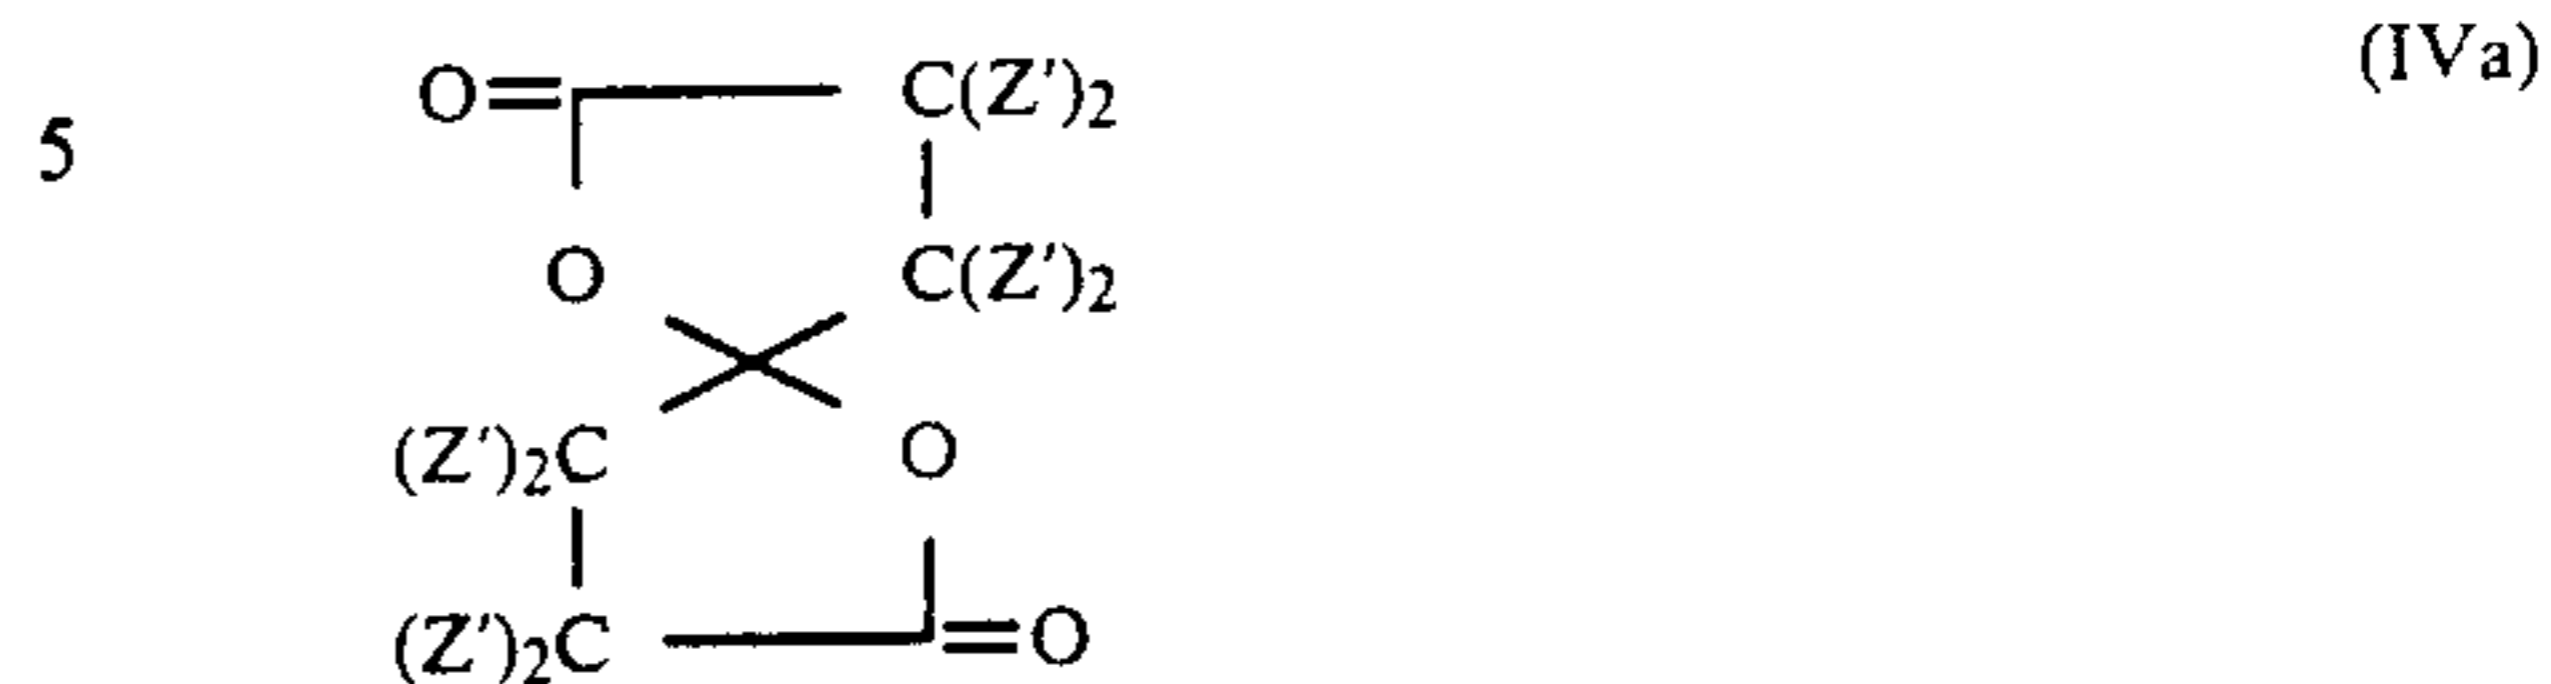 (IVa)
O= C(Z')2
5
O C(Z')2
(Z')2C O
(Z')2C =O